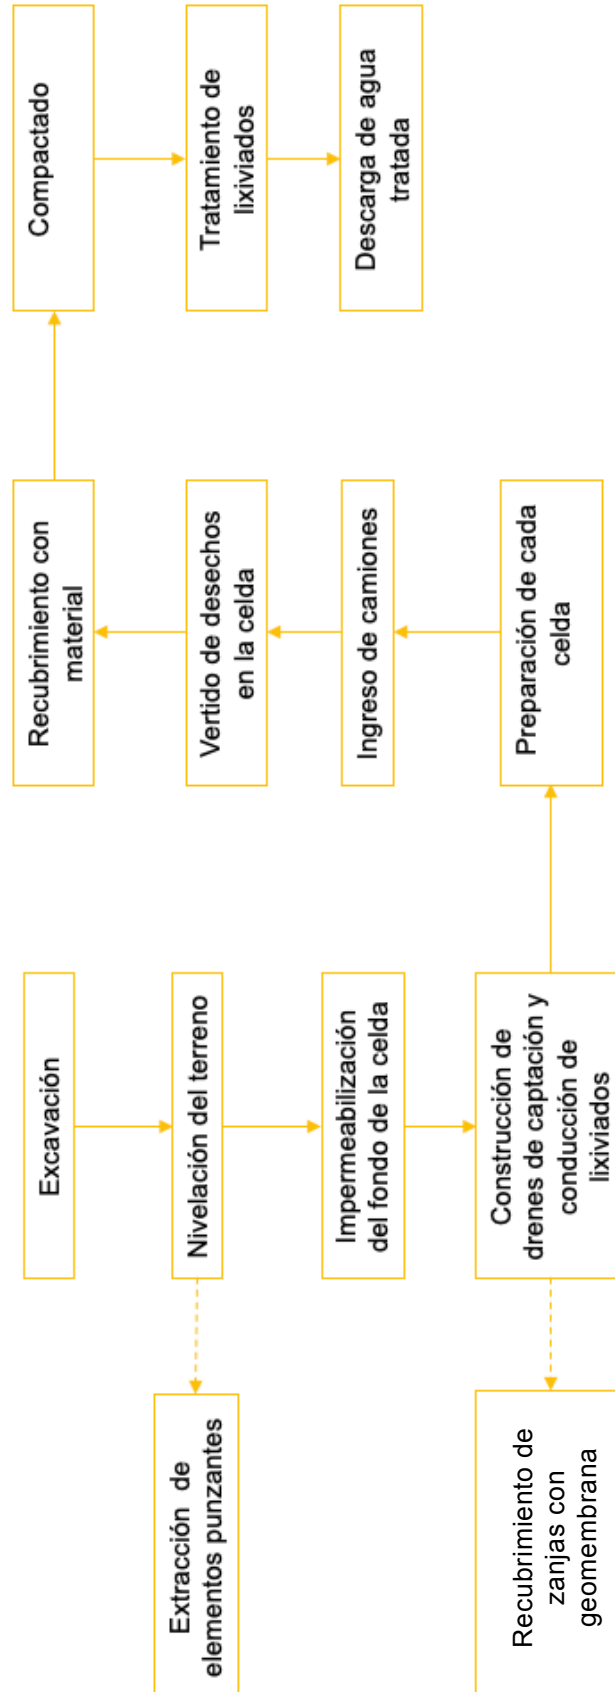 Extracción  de
elementos punzantes
Recubrimiento de
zanjas con
geomembrana
Excavación
Nivelación del terreno
Impermeabilización
del fondo de la celda
Construcción de
drenes de captación y
conducción de
lixiviados
Preparación de cada
celda
Ingreso de camiones
Vertido de desechos
en la celda
Recubrimiento con
material
Compactado
Tratamiento de
lixiviados
Descarga de agua
tratada